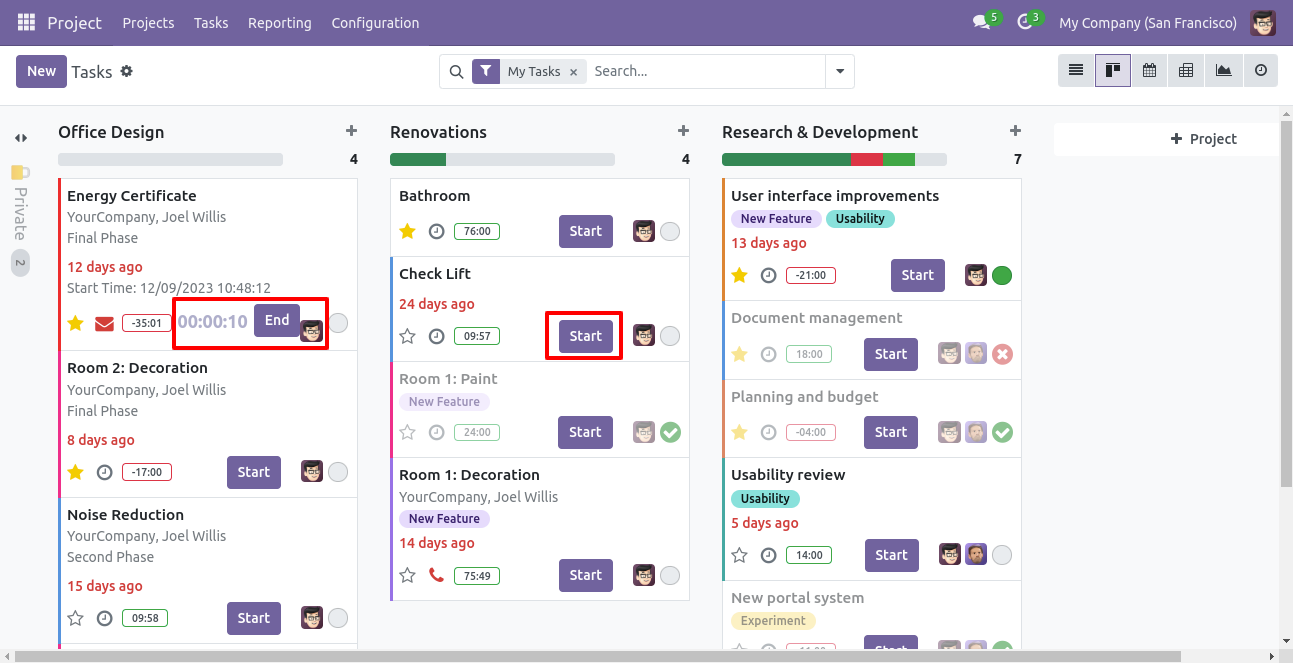 Project Projects Tasks Reporting Configuration 5 3 My Company (San Francisco)
New Tasks My Tasks × Search...
Private 2
Office Design +
4
Energy Certificate
YourCompany, Joel Willis
Final Phase
12 days ago
Start Time: 12/09/2023 10:48:12
-35:01 00:00:10 End
Room 2: Decoration
YourCompany, Joel Willis
Final Phase
8 days ago
-17:00 Start
Noise Reduction
YourCompany, Joel Willis
Second Phase
15 days ago
09:58 Start
Renovations +
4
Bathroom
76:00 Start
Check Lift
24 days ago
09:57 Start
Room 1: Paint
New Feature
24:00 Start
Room 1: Decoration
YourCompany, Joel Willis
New Feature
14 days ago
75:49 Start
Research & Development +
7
User interface improvements
New Feature Usability
13 days ago
-21:00 Start
Document management
18:00 Start
Planning and budget
-04:00 Start
Usability review
Usability
5 days ago
14:00 Start
New portal system
Experiment
Start
+ Project